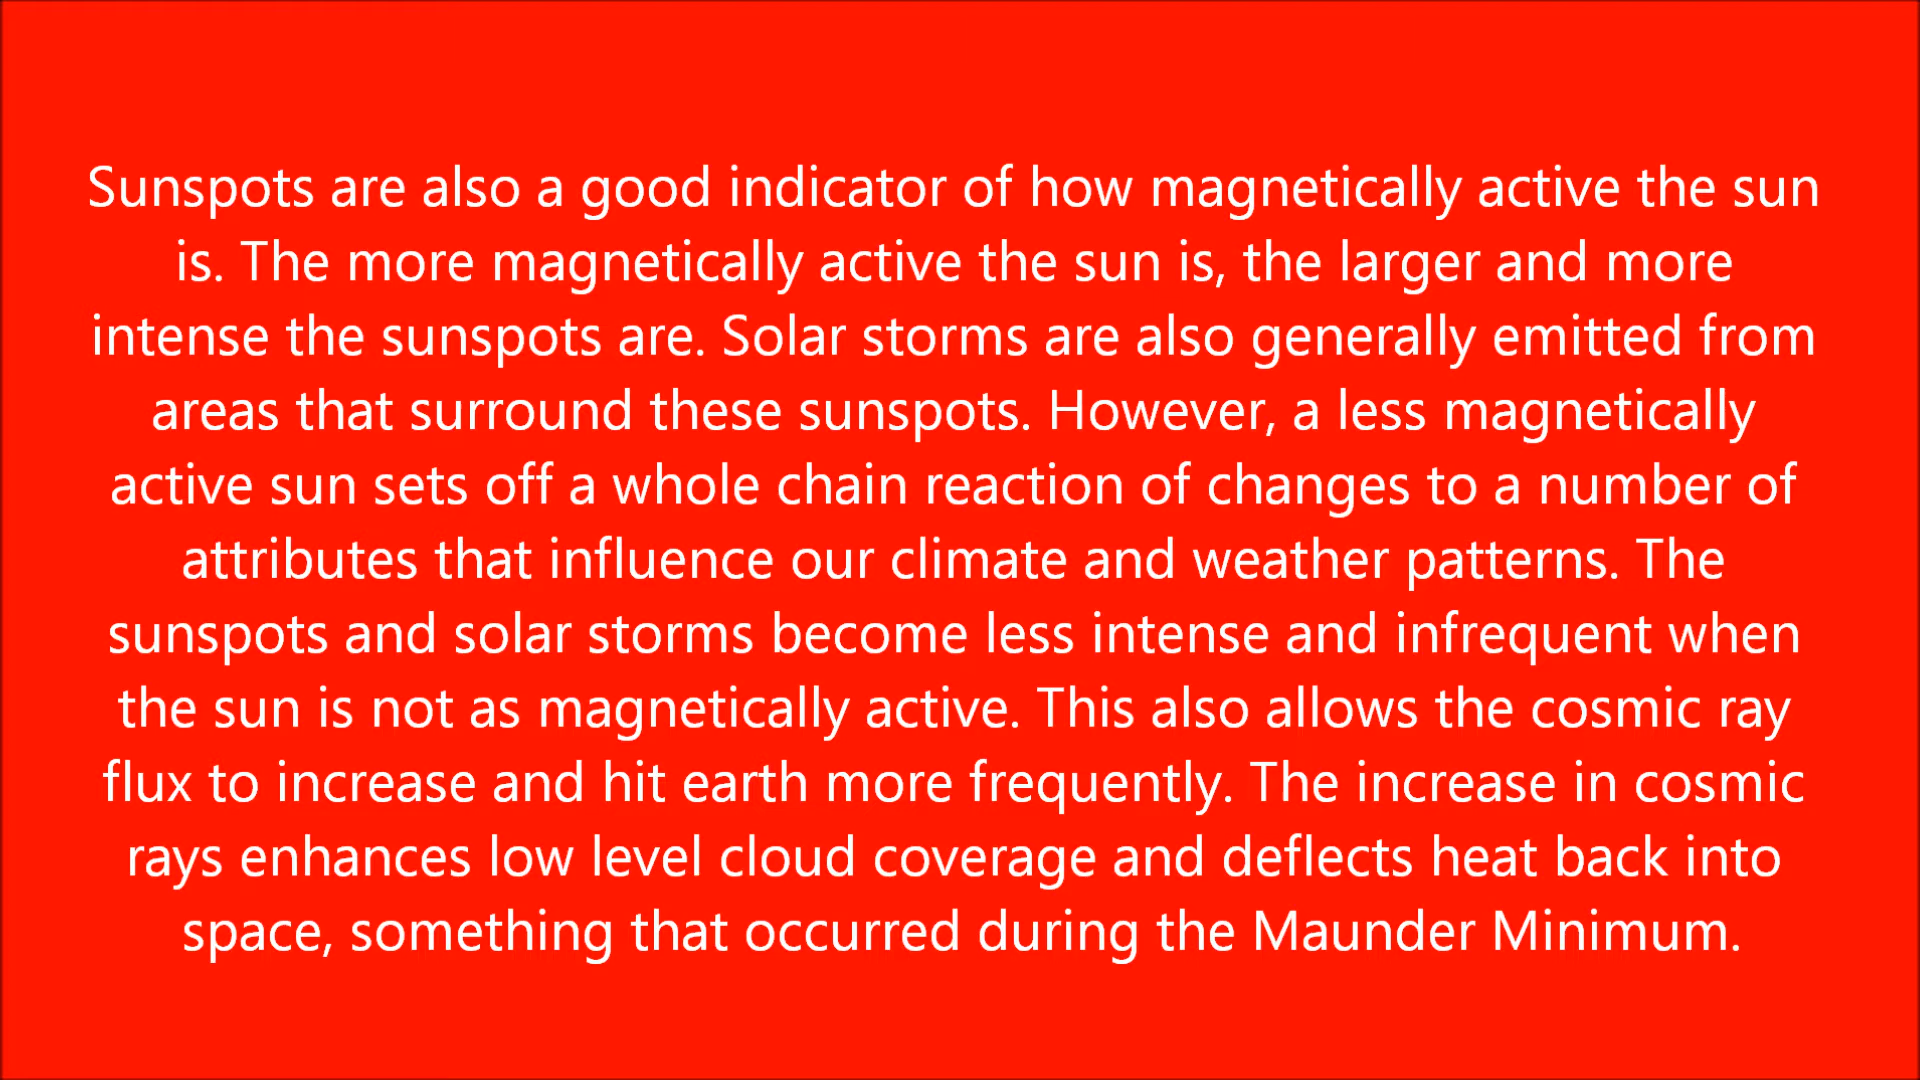 Sunspots are also a good indicator of how magnetically active the sun
is. The more magnetically active the sun is, the larger and more
intense the sunspots are. Solar storms are also generally emitted from
areas that surround these sunspots. However, a less magnetically
active sun sets off a whole chain reaction of changes to a number of
attributes that influence our climate and weather patterns. The
sunspots and solar storms become less intense and infrequent when
the sun is not as magnetically active. This also allows the cosmic ray
flux to increase and hit earth more frequently. The increase in cosmic
rays enhances low level cloud coverage and deflects heat back into
space, something that occurred during the Maunder Minimum.